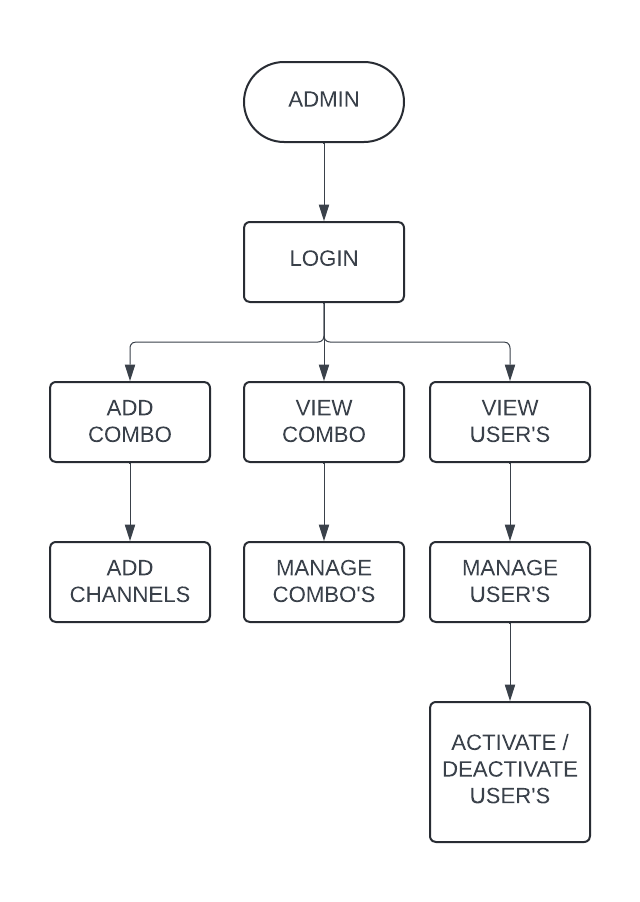 ADMIN
LOGIN
ADD
COMBO
VIEW
COMBO
VIEW
USER'S
ADD
CHANNELS
MANAGE
COMBO'S
MANAGE
USER'S
ACTIVATE /
DEACTIVATE
USER'S